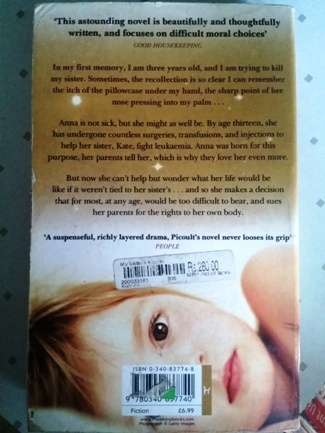 'This astounding novel is beautifully and thoughtfully
written, and focuses on difficult moral choices'
GOOD HOUSEKEEPING
In my first memory, I am three years old, and I am trying to kill
my sister. Sometimes, the recollection is so clear I can remember
the itch of the pillowcase under my hand, the sharp point of her
nose pressing into my palm . . .
Anna is not sick, but she might as well be. By age thirteen, she
has undergone countless surgeries, transfusions, and injections to
help her sister, Kate, fight leukaemia. Anna was born for this
purpose, her parents tell her, which is why they love her even more.
But now she can't help but wonder what her life would be
like if it weren't tied to her sister's . . . and so she makes a decision
that for most, at any age, would be too difficult to bear, and sues
her parents for the rights to her own body.
'A suspenseful, richly layered drama, Picoult's novel never looses its grip'
PEOPLE
Rs.280.00
ISBN 0-340-83774-8
9 780340 837740
Fiction
£6.99
Photograph © Getty Images